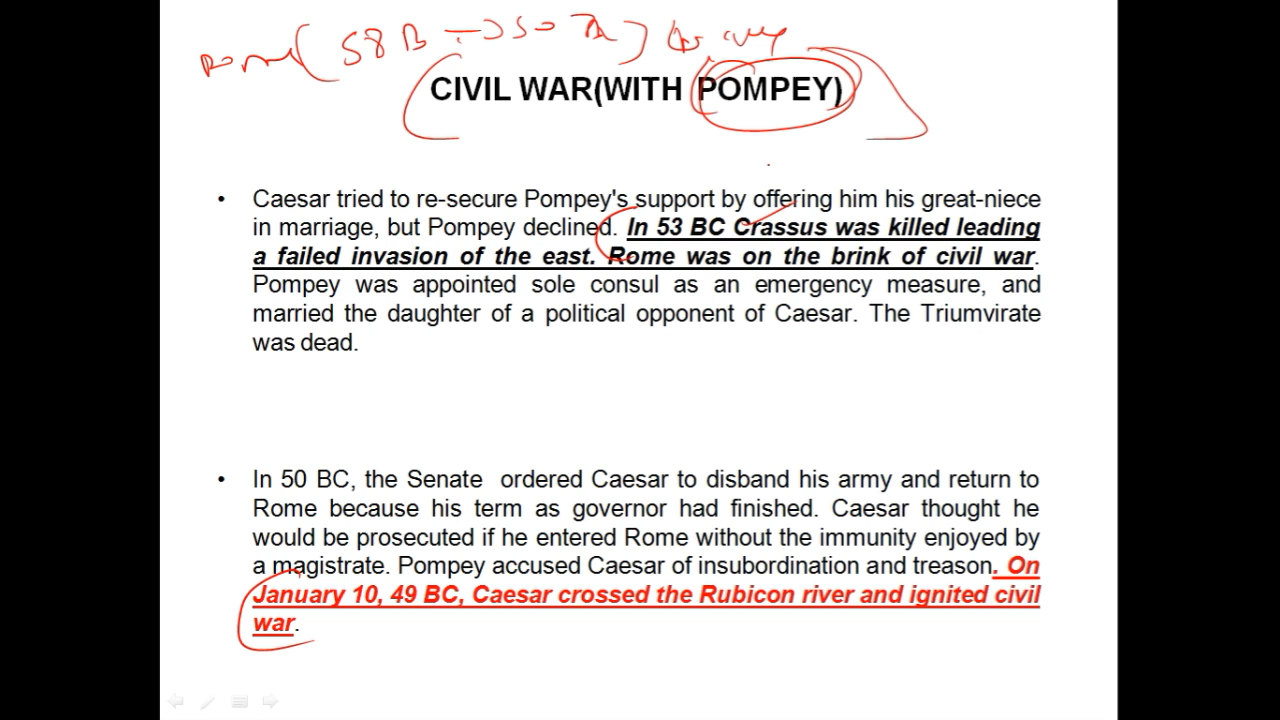 Rome ( 58 B
CIVIL WAR(WITH POMPEY)
• Caesar tried to re-secure Pompey's support by offering him his great-niece
in marriage, but Pompey declined. In 53 BC Crassus was killed leading
a failed invasion of the east. Rome was on the brink of civil war.
Pompey was appointed sole consul as an emergency measure, and
married the daughter of a political opponent of Caesar. The Triumvirate
was dead.
• In 50 BC, the Senate ordered Caesar to disband his army and return to
Rome because his term as governor had finished. Caesar thought he
would be prosecuted if he entered Rome without the immunity enjoyed by
a magistrate. Pompey accused Caesar of insubordination and treason. On
January 10, 49 BC, Caesar crossed the Rubicon river and ignited civil
war.